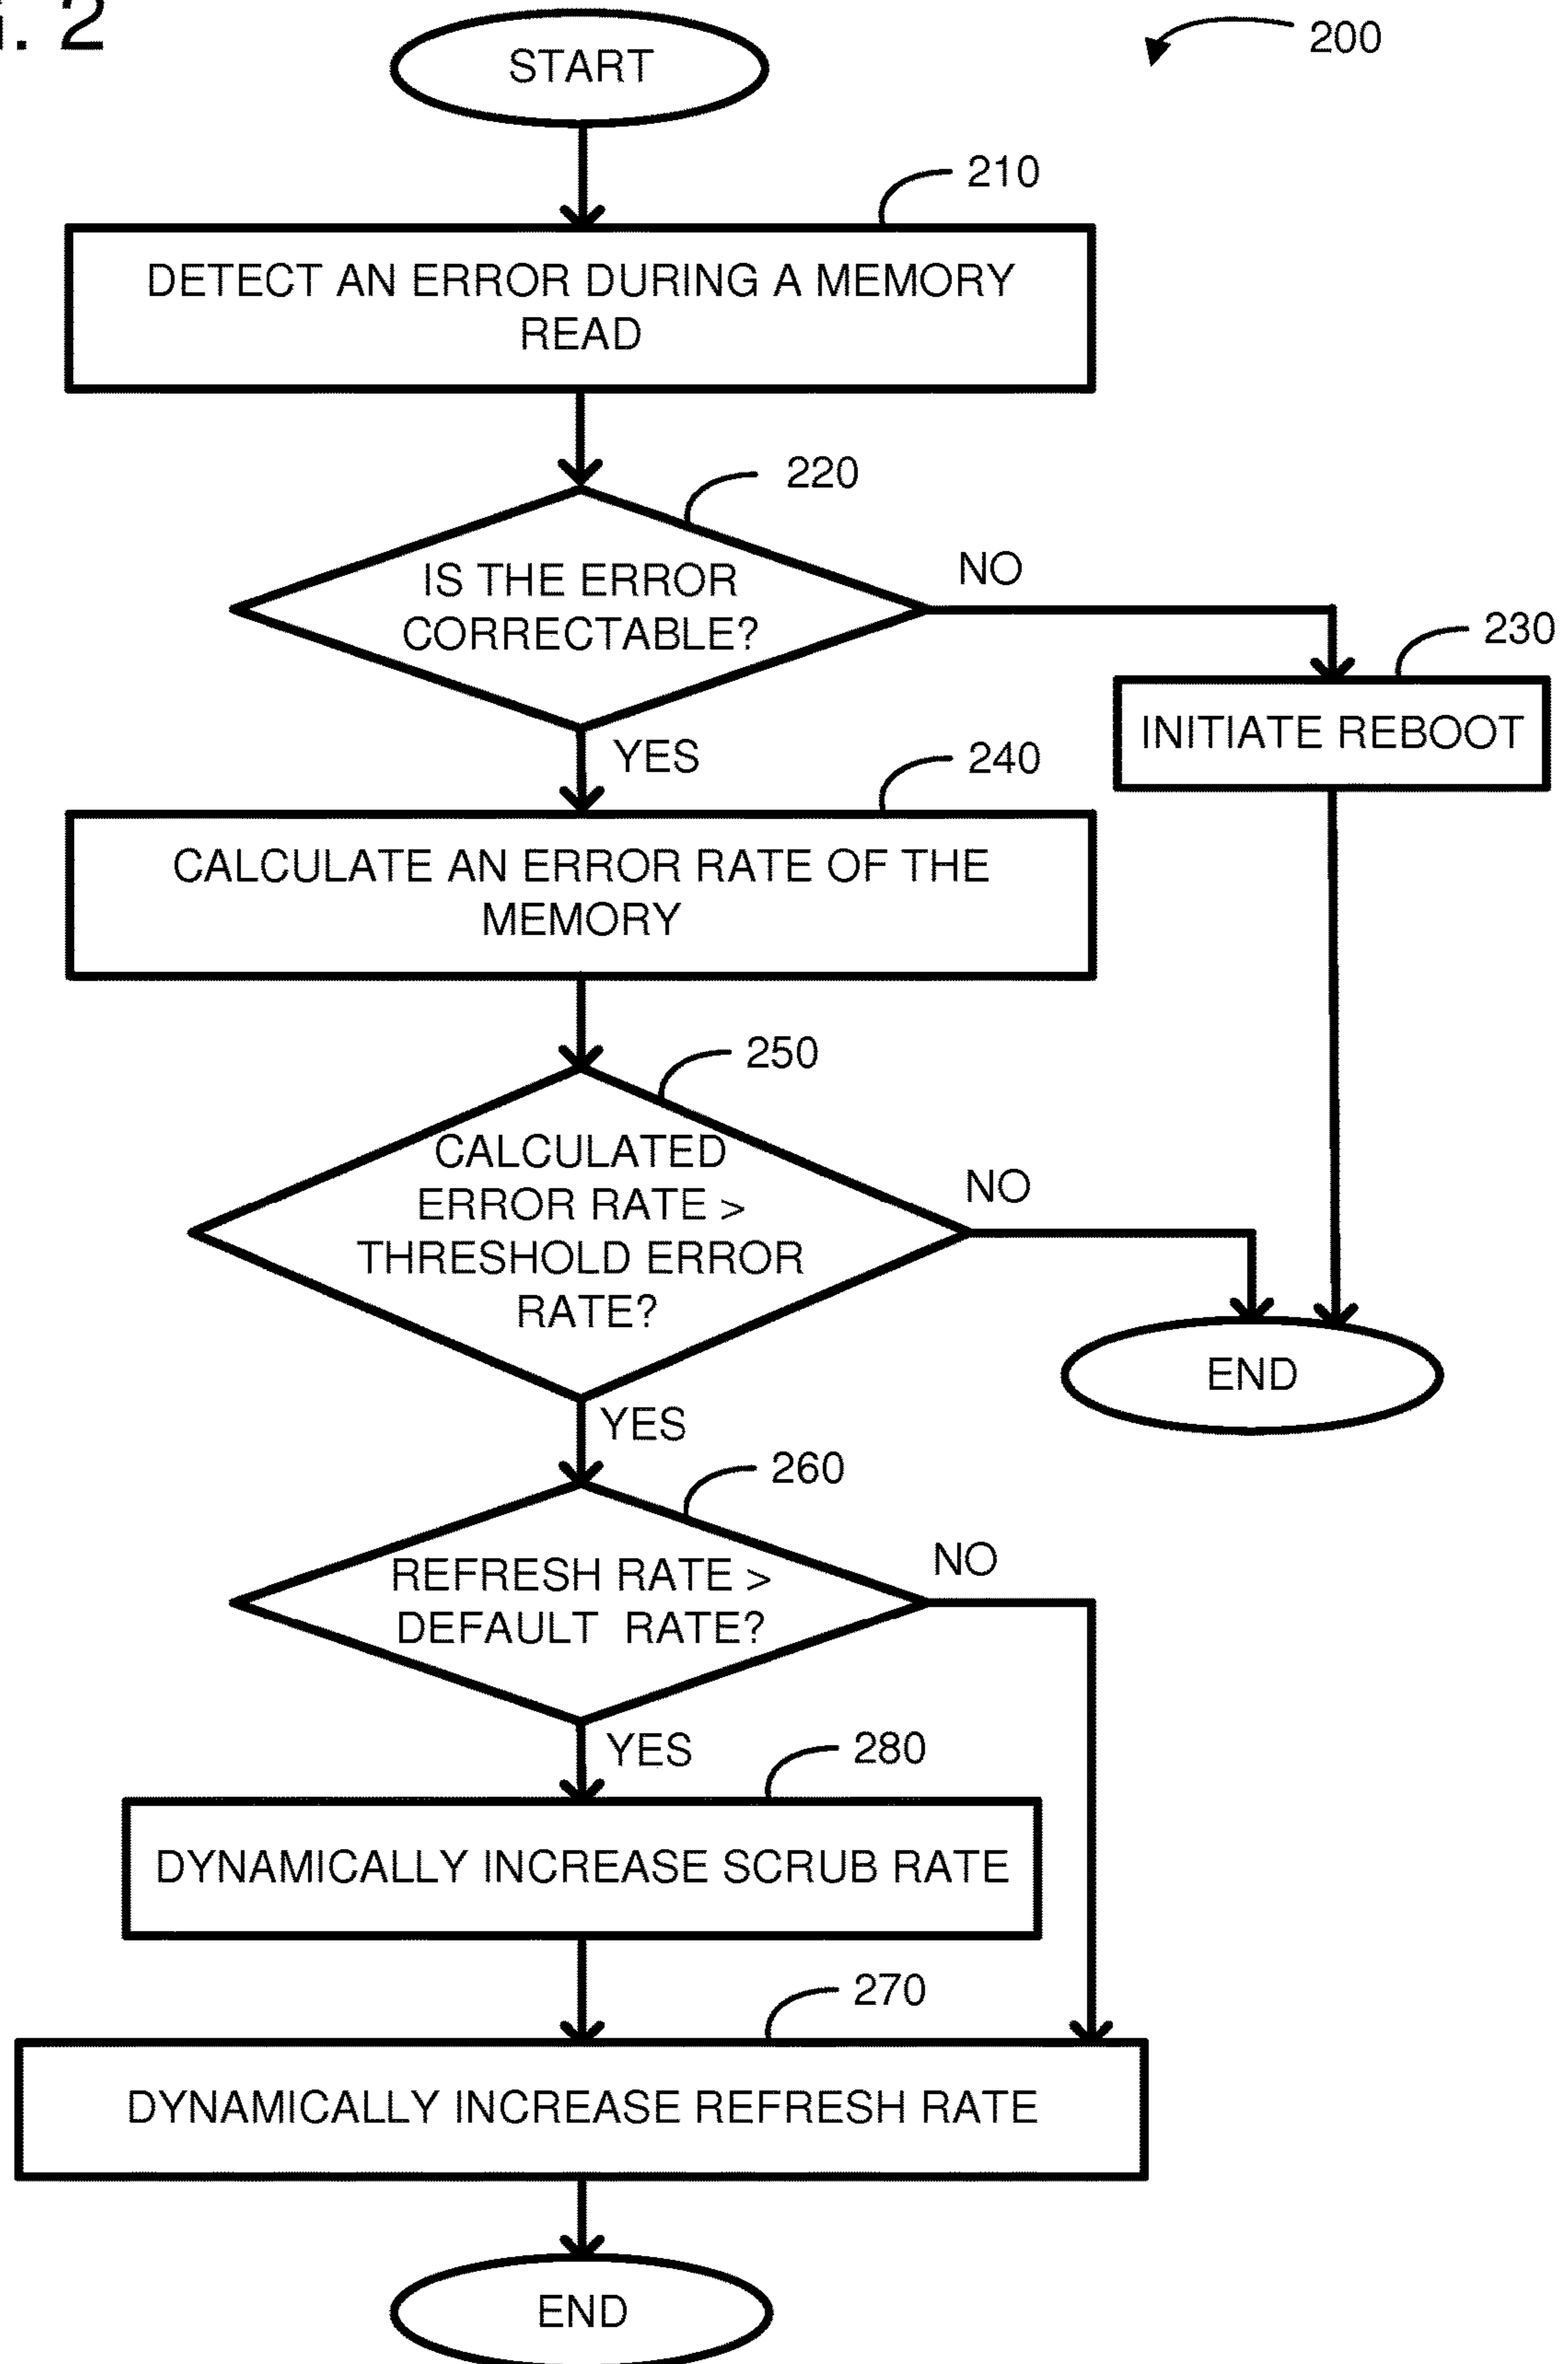 . 2
200
START
210
DETECT AN ERROR DURING A MEMORY
READ
220
IS THE ERROR
CORRECTABLE?
NO
230
INITIATE REBOOT
YES
240
CALCULATE AN ERROR RATE OF THE
MEMORY
250
CALCULATED
ERROR RATE >
THRESHOLD ERROR
RATE?
NO
END
YES
260
REFRESH RATE >
DEFAULT RATE?
NO
YES
280
DYNAMICALLY INCREASE SCRUB RATE
270
DYNAMICALLY INCREASE REFRESH RATE
END